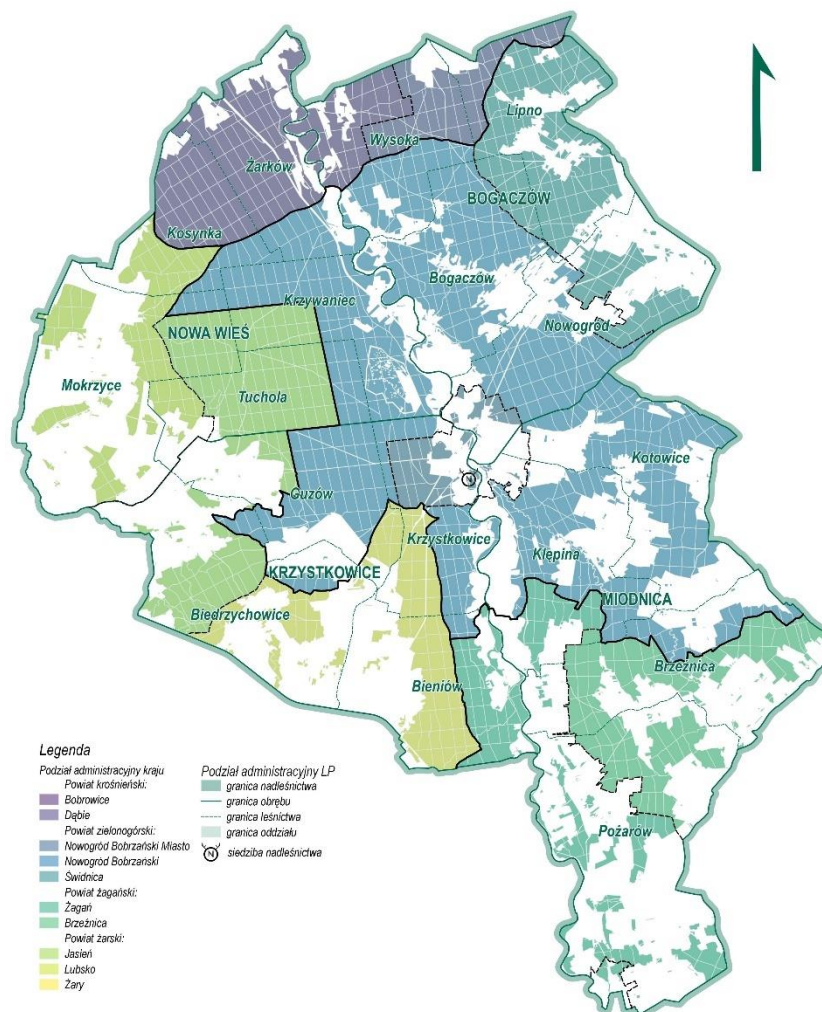 Lipno
Wysoka
Żarków
BOGACZÓW
Kosynka
Bogaczów
Krzywaniec
Nowogród
NOWA WIEŚ
Mokrzyce
Tuchola
Kotowice
N
Guzów
Krzystkowice
Klępina
KRZYSTKOWICE
MIODNICA
Biedrzychowice
Brzeźnica
Bieniów
Pożarów
Legenda
Podział administracyjny kraju
Powiat krośnieński:
Bobrowice
Dąbie
Powiat zielonogórski:
Nowogród Bobrzański Miasto
Nowogród Bobrzański
Świdnica
Powiat żagański:
Żagań
Brzeźnica
Powiat żarski:
Jasień
Lubsko
Żary
Podział administracyjny LP
granica nadleśnictwa
granica obrębu
granica leśnictwa
granica oddziału
N siedziba nadleśnictwa